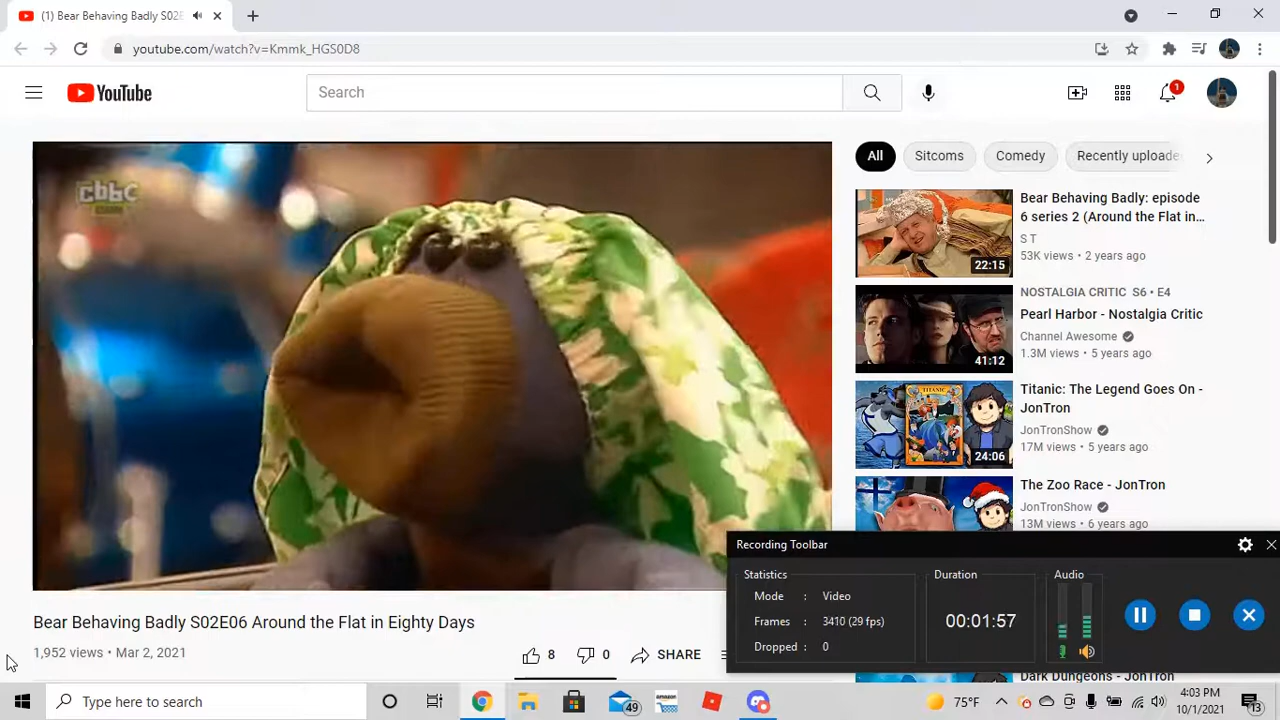 (1) Bear Behaving Badly S02E
youtube.com/watch?v=Kmmk_HGS0D8
YouTube
Search
1
cbbc
All
Sitcoms
Comedy
Recently uploade
Bear Behaving Badly: episode
6 series 2 (Around the Flat in...
S T
53K views • 2 years ago
22:15
NOSTALGIA CRITIC S6 • E4
Pearl Harbor - Nostalgia Critic
Channel Awesome
1.3M views • 5 years ago
41:12
Titanic: The Legend Goes On -
JonTron
JonTronShow
17M views • 5 years ago
TITANIC
24:06
The Zoo Race - JonTron
JonTronShow
13M views • 6 years ago
Recording Toolbar
Statistics
Mode : Video
Frames : 3410 (29 fps)
Dropped : 0
Duration
00:01:57
Audio
Bear Behaving Badly S02E06 Around the Flat in Eighty Days
1,952 views • Mar 2, 2021
8
0
SHARE
Dark Dungeons - JonTron
Type here to search
49
75°F
4:03 PM
10/1/2021
13